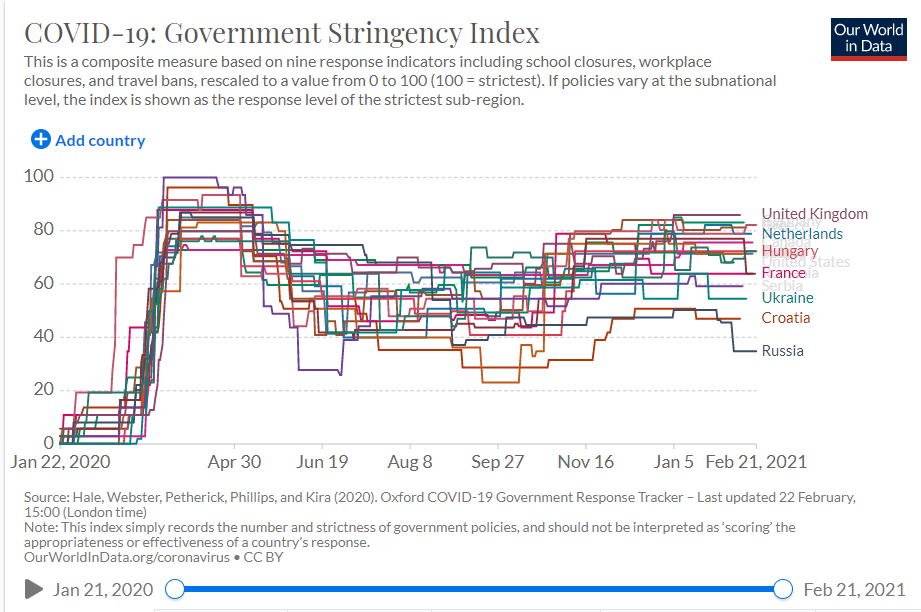 COVID-19: Government Stringency Index
Our World
in Data
This is a composite measure based on nine response indicators including school closures, workplace
closures, and travel bans, rescaled to a value from 0 to 100 (100 = strictest). If policies vary at the subnational
level, the index is shown as the response level of the strictest sub-region.
Add country
100
80
60
40
20
0
United Kingdom
Netherlands
Canada
Hungary
United States
France
Serbia
Ukraine
Croatia
Russia
Jan 22, 2020
Apr 30
Jun 19
Aug 8
Sep 27
Nov 16
Jan 5
Feb 21, 2021
Source: Hale, Webster, Petherick, Phillips, and Kira (2020). Oxford COVID-19 Government Response Tracker – Last updated 22 February,
15:00 (London time)
Note: This index simply records the number and strictness of government policies, and should not be interpreted as ‘scoring’ the
appropriateness or effectiveness of a country's response.
OurWorldInData.org/coronavirus • CC BY
Jan 21, 2020
Feb 21, 2021